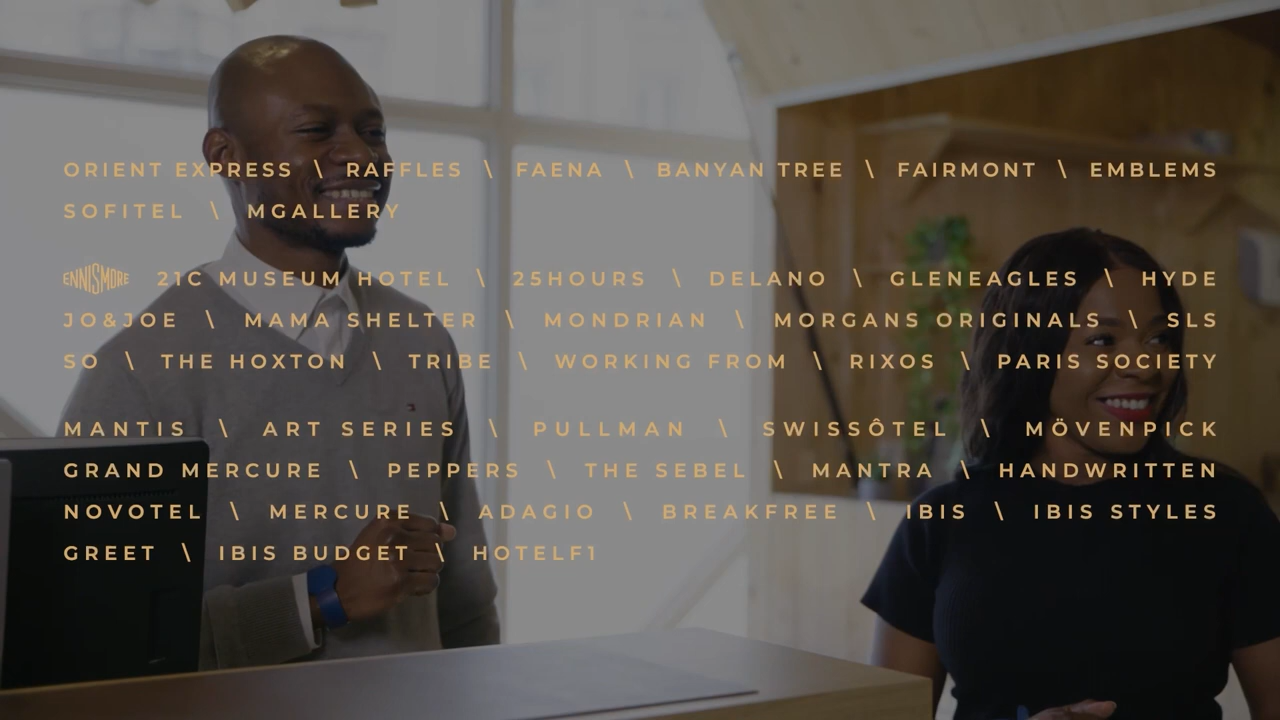 ORIENT EXPRESS \ RAFFLES \ FAENA \ BANYAN TREE \ FAIRMONT \ EMBLEMS
SOFITEL \ MGALLERY
ENNISMORE 21C MUSEUM HOTEL \ 25HOURS \ DELANO \ GLENEAGLES \ HYDE
JO&JOE \ MAMA SHELTER \ MONDRIAN \ MORGANS ORIGINALS \ SLS
SO \ THE HOXTON \ TRIBE \ WORKING FROM \ RIXOS \ PARIS SOCIETY
MANTIS \ ART SERIES \ PULLMAN \ SWISSÔTEL \ MÖVENPICK
GRAND MERCURE \ PEPPERS \ THE SEBEL \ MANTRA \ HANDWRITTEN
NOVOTEL \ MERCURE \ ADAGIO \ BREAKFREE \ IBIS \ IBIS STYLES
GREET \ IBIS BUDGET \ HOTELF1